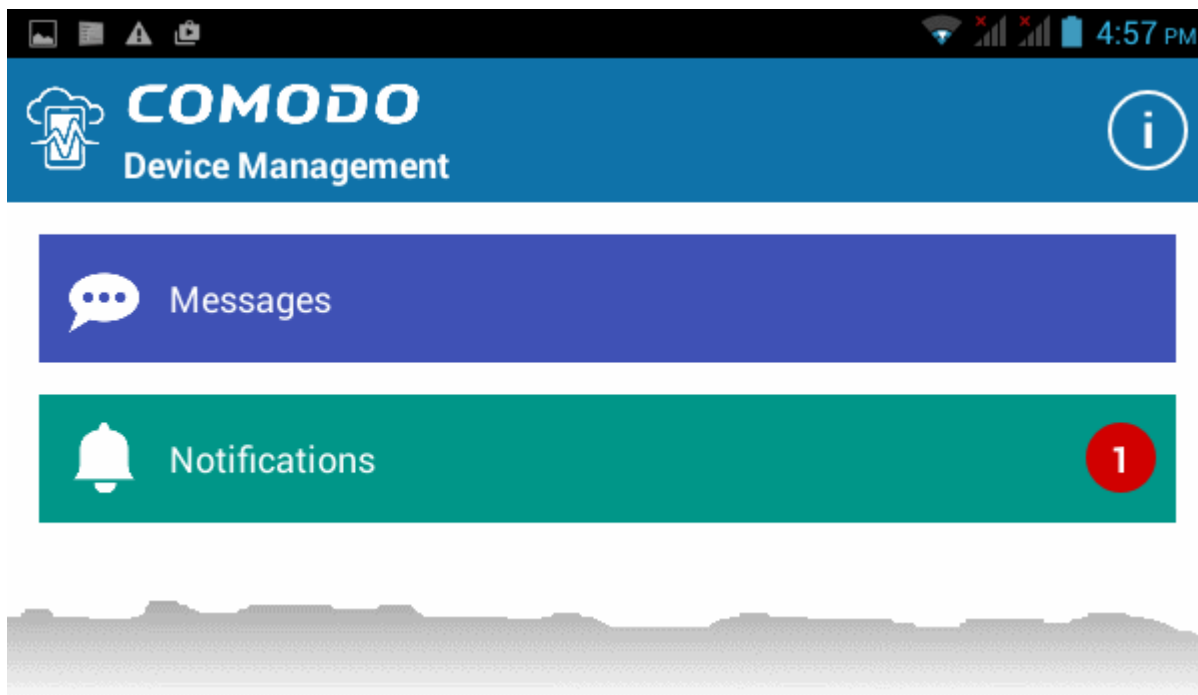 4:57 PM
COMODO
Device Management
i
Messages
Notifications
1